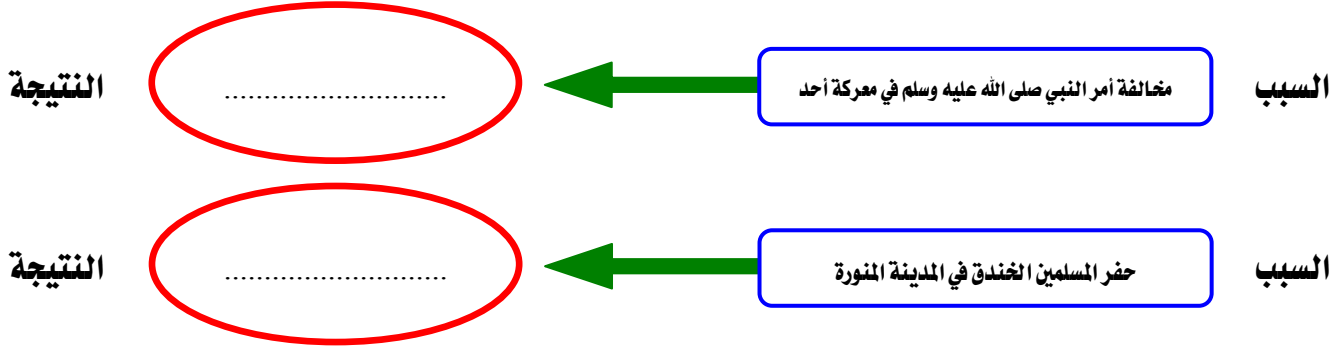 السبب
مخالفة أمر النبي صلى الله عليه وسلم في معركة أحد
............................
النتيجة
السبب
حفر المسلمين الخندق في المدينة المنورة
............................
النتيجة